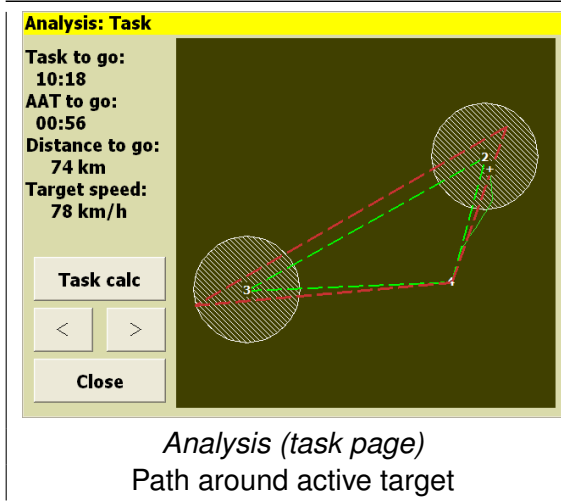 Analysis: Task
Task to go:
10:18
AAT to go:
00:56
Distance to go:
74 km
Target speed:
78 km/h
Task calc
< >
Close
2
+
3
4
Analysis (task page)
Path around active target